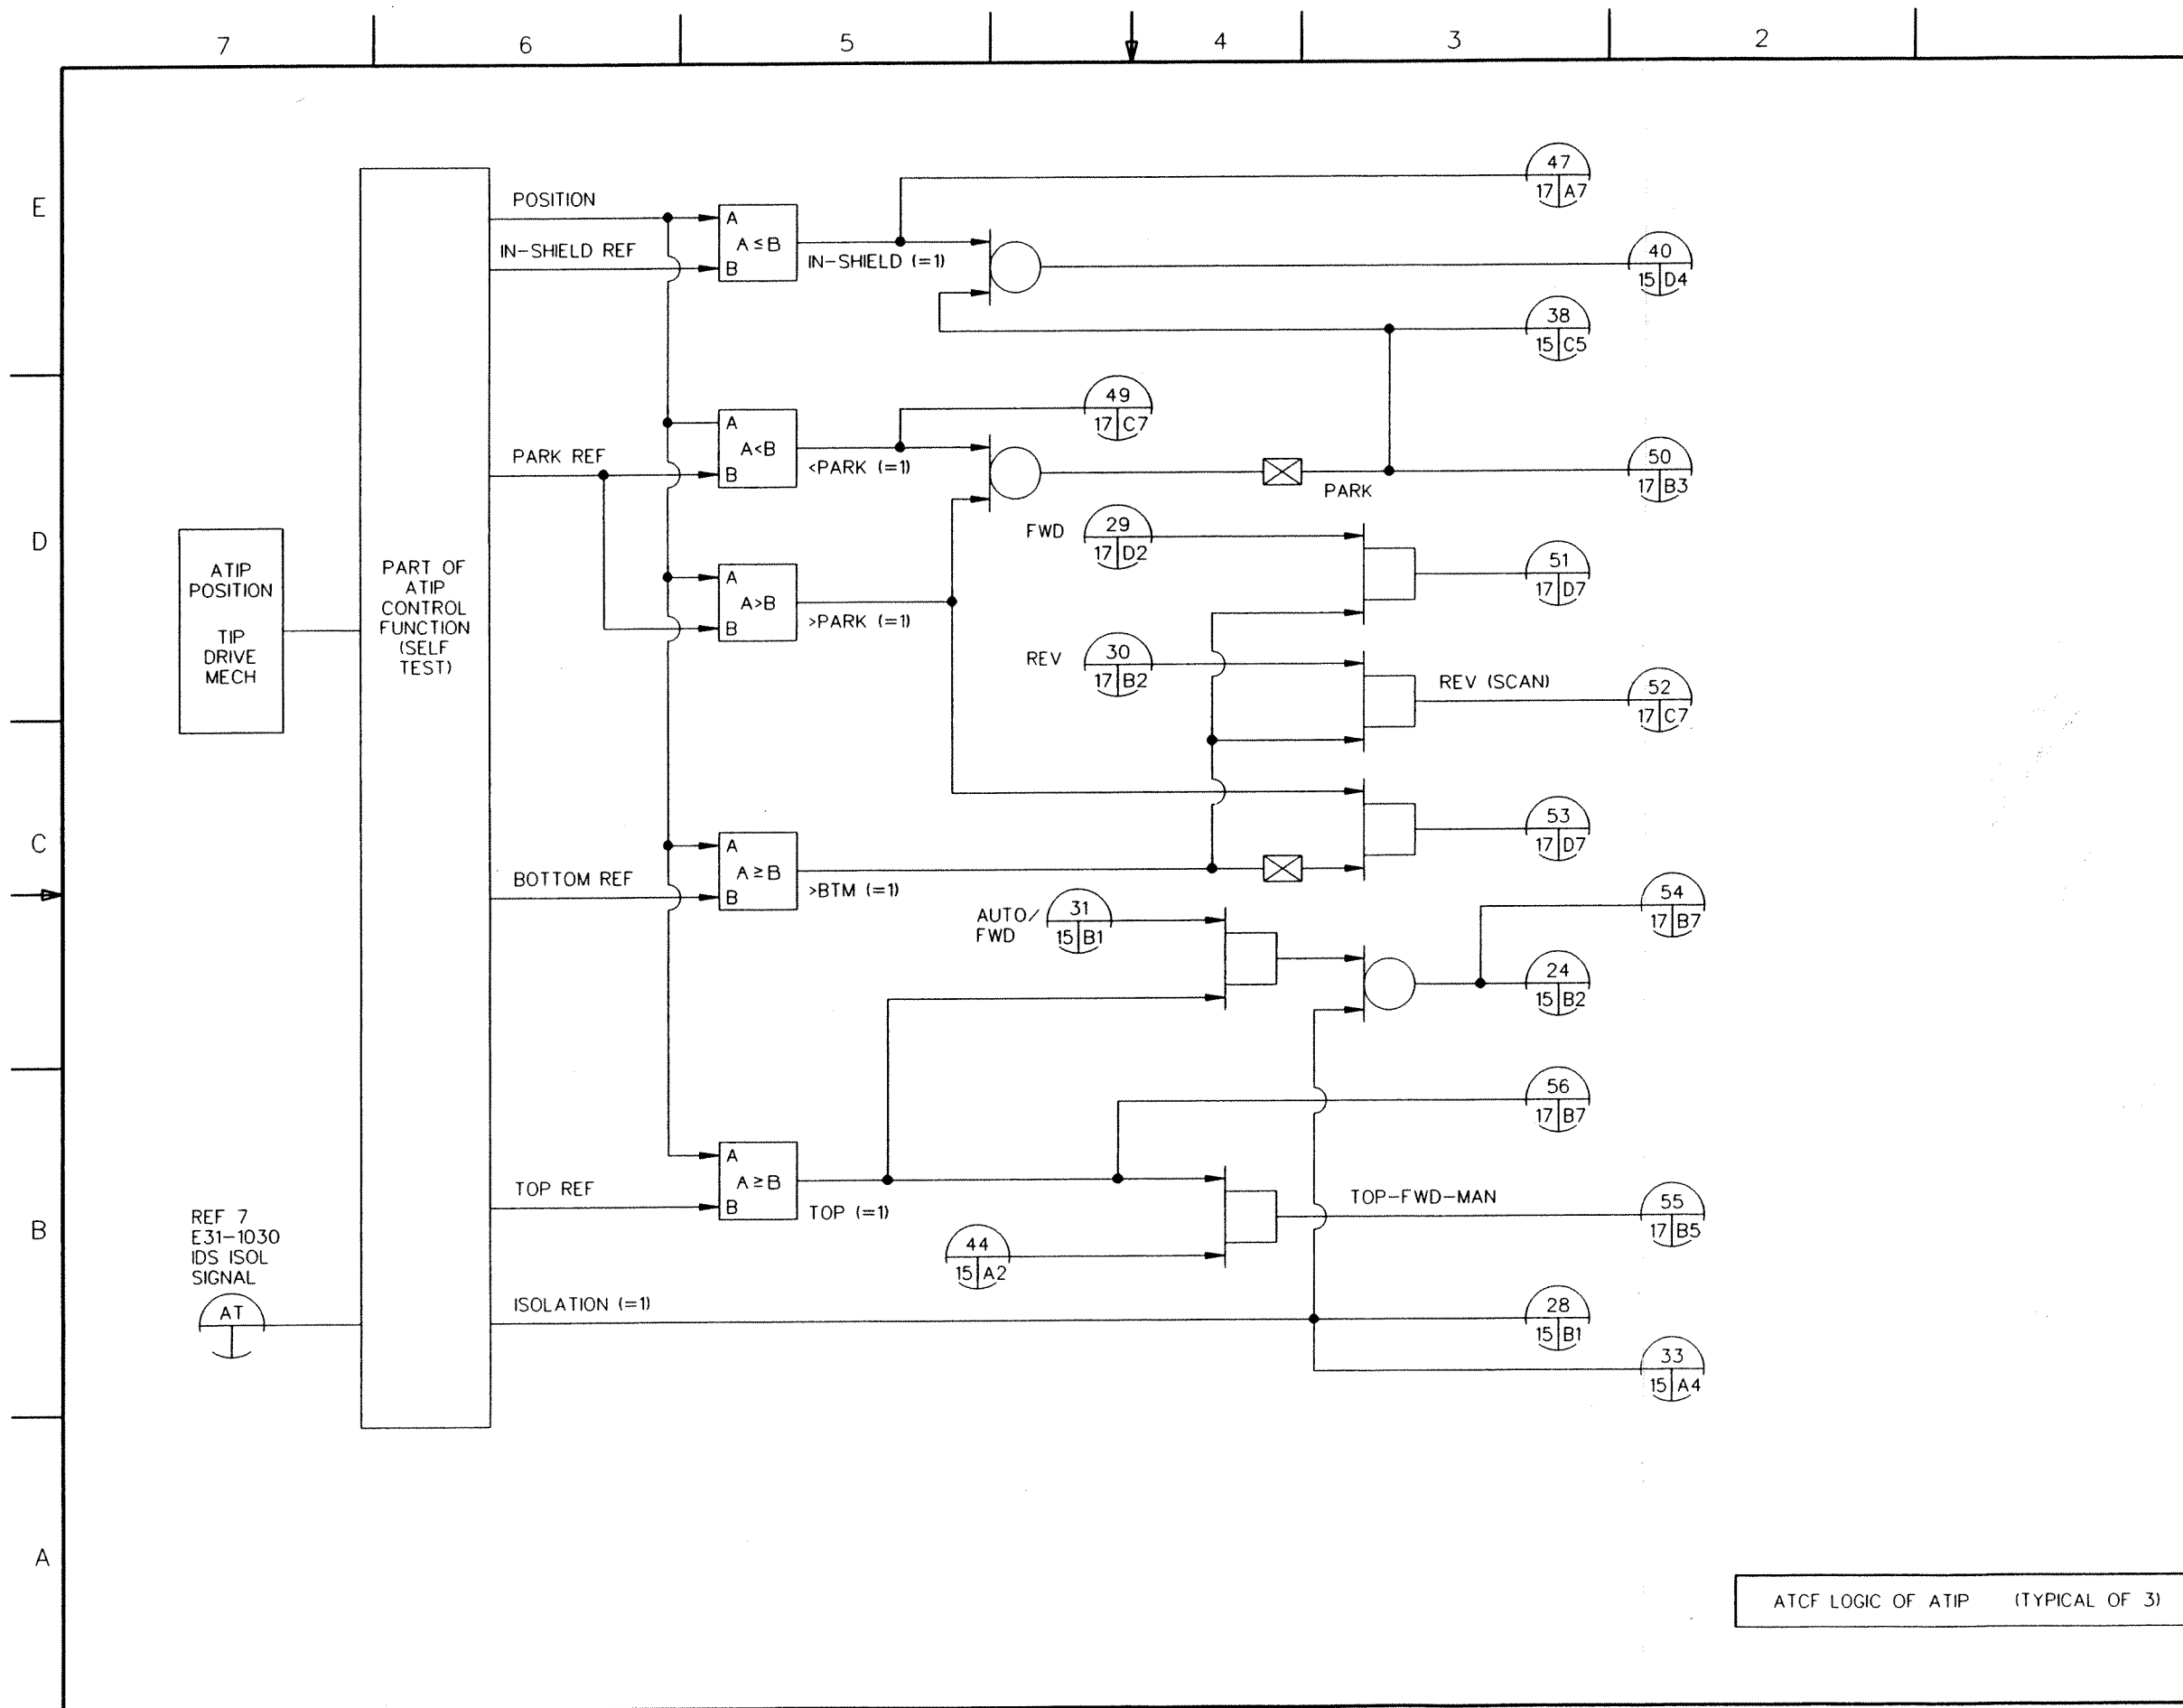 7 6 5 4 3 2
E
D
C
B
A
47
17 A7
POSITION
A
A≤B
B
IN-SHIELD REF
IN-SHIELD (=1)
40
15 D4
38
15 C5
49
17 C7
A
A<B
B
PARK REF
<PARK (=1)
50
17 B3
PARK
FWD
29
17 D2
51
17 D7
ATIP
POSITION
TIP
DRIVE
MECH
PART OF
ATIP
CONTROL
FUNCTION
(SELF
TEST)
A
A>B
B
>PARK (=1)
REV
30
17 B2
REV (SCAN)
52
17 C7
53
17 D7
A
A≥B
B
BOTTOM REF
>BTM (=1)
AUTO/
FWD
31
15 B1
54
17 B7
24
15 B2
56
17 B7
A
A≥B
B
TOP REF
TOP (=1)
TOP-FWD-MAN
55
17 B5
44
15 A2
REF 7
E31-1030
IDS ISOL
SIGNAL
AT
ISOLATION (=1)
28
15 B1
33
15 A4
ATCF LOGIC OF ATIP (TYPICAL OF 3)